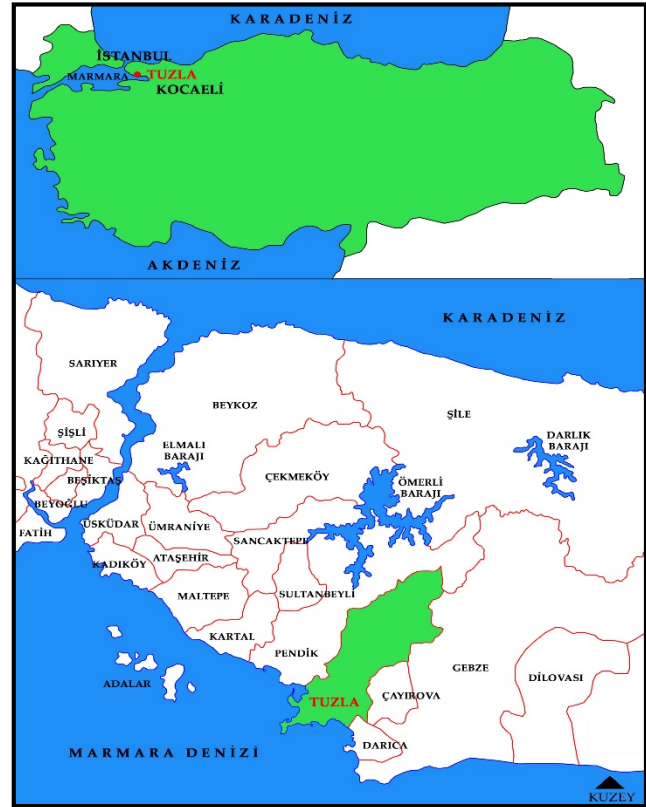 KARADENİZ
İSTANBUL
MARMARA
TUZLA
KOCAELİ
AKDENİZ
KARADENİZ
SARIYER
BEYKOZ
ŞİLE
ŞİŞLİ
ELMALI
BARAJI
DARLIK
BARAJI
KAĞITHANE
BEŞİKTAŞ
ÇEKMEKÖY
ÖMERLİ
BARAJI
BEYOĞLU
FATİH
ÜSKÜDAR
ÜMRANİYE
SANCAKTEPE
KADIKÖY
ATAŞEHİR
MALTEPE
SULTANBEYLİ
KARTAL
PENDİK
GEBZE
DİLOVASI
ADALAR
TUZLA
ÇAYIROVA
DARICA
MARMARA DENİZİ
KUZEY